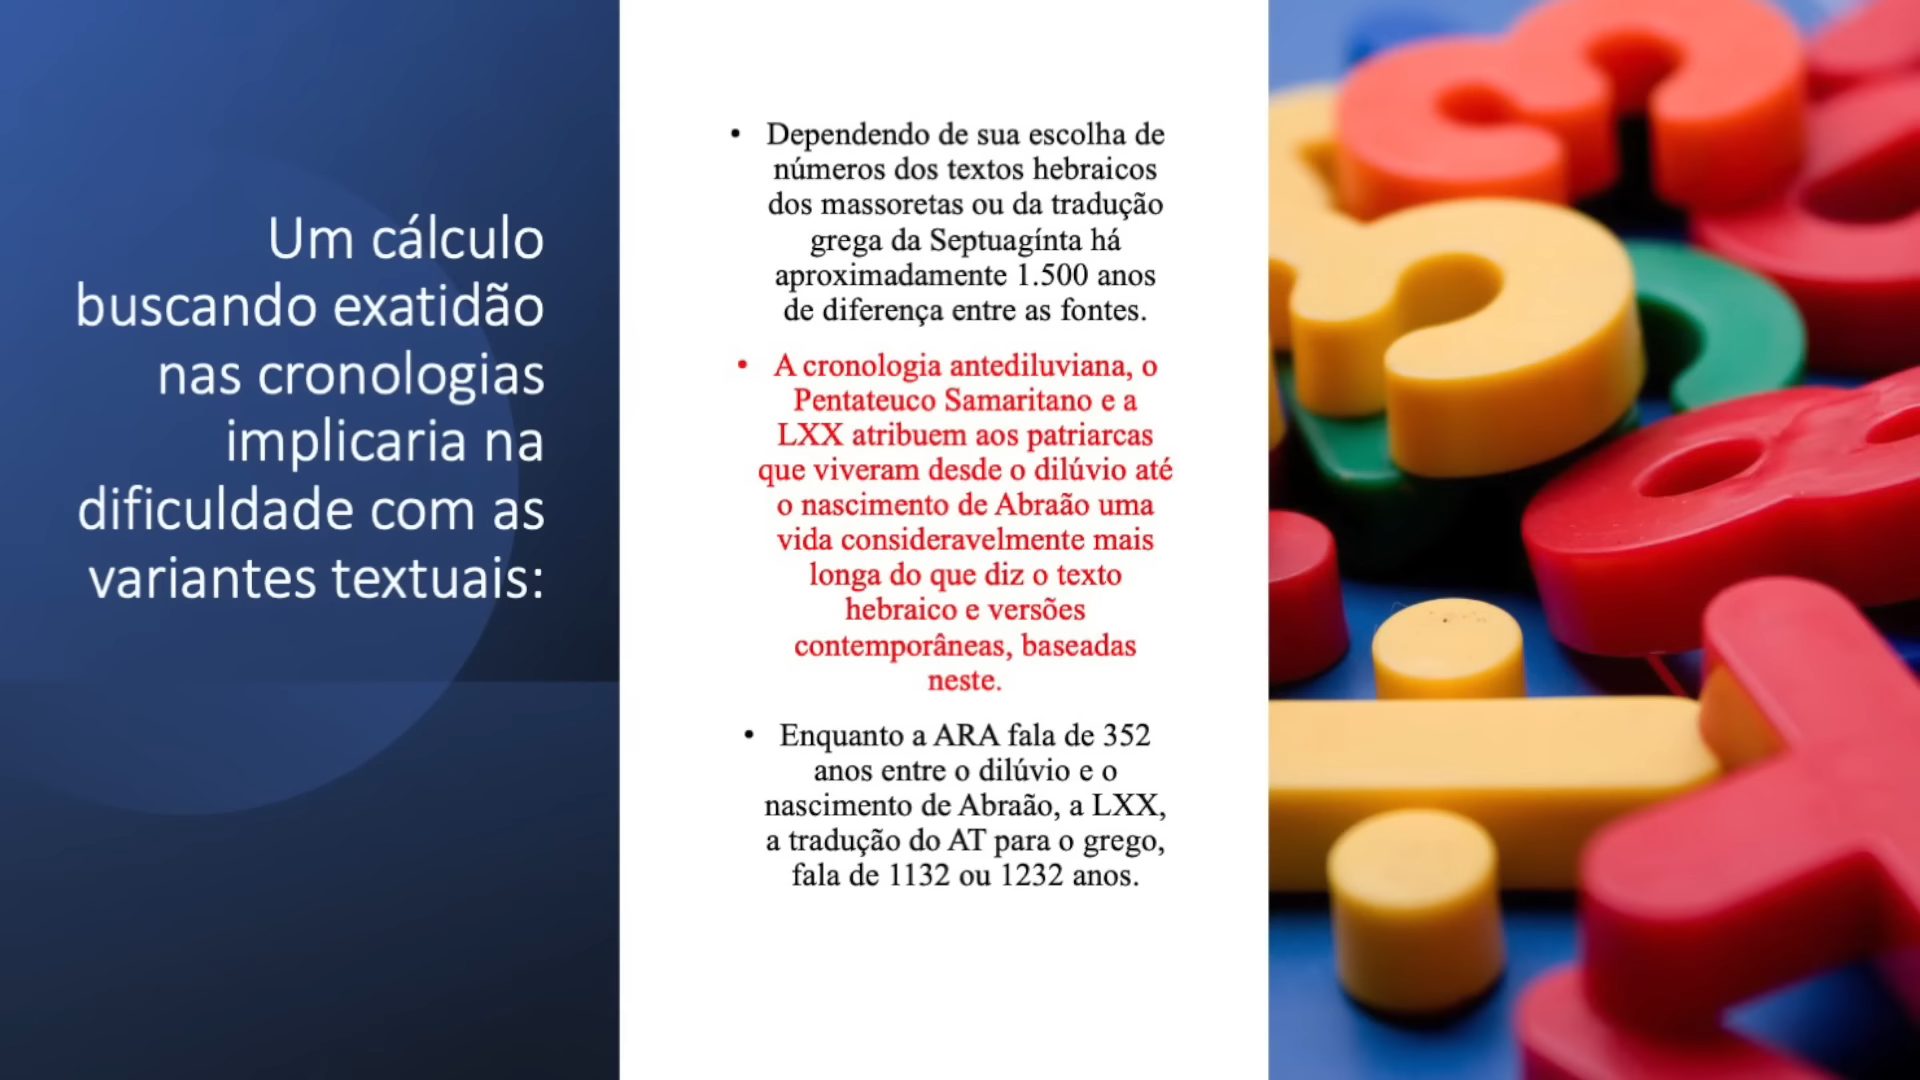 Um cálculo
buscando exatidão
nas cronologias
implicaria na
dificuldade com as
variantes textuais:
• Dependendo de sua escolha de
números dos textos hebraicos
dos massoretas ou da tradução
grega da Septuagínta há
aproximadamente 1.500 anos
de diferença entre as fontes.
• A cronologia antediluviana, o
Pentateuco Samaritano e a
LXX atribuem aos patriarcas
que viveram desde o dilúvio até
o nascimento de Abraão uma
vida consideravelmente mais
longa do que diz o texto
hebraico e versões
contemporâneas, baseadas
neste.
• Enquanto a ARA fala de 352
anos entre o dilúvio e o
nascimento de Abraão, a LXX,
a tradução do AT para o grego,
fala de 1132 ou 1232 anos.